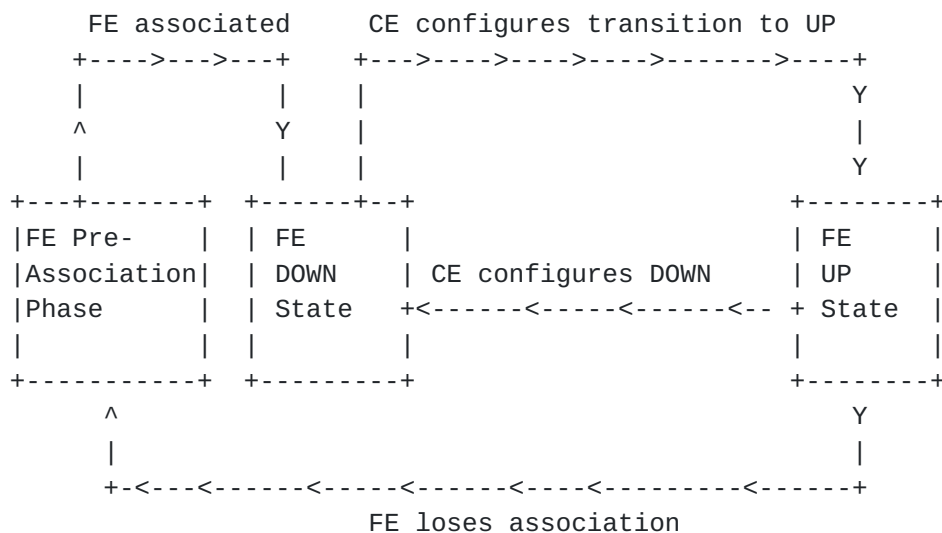 FE associated CE configures transition to UP
FE Pre- FE FE
Association DOWN CE configures DOWN UP
Phase State State
FE loses association